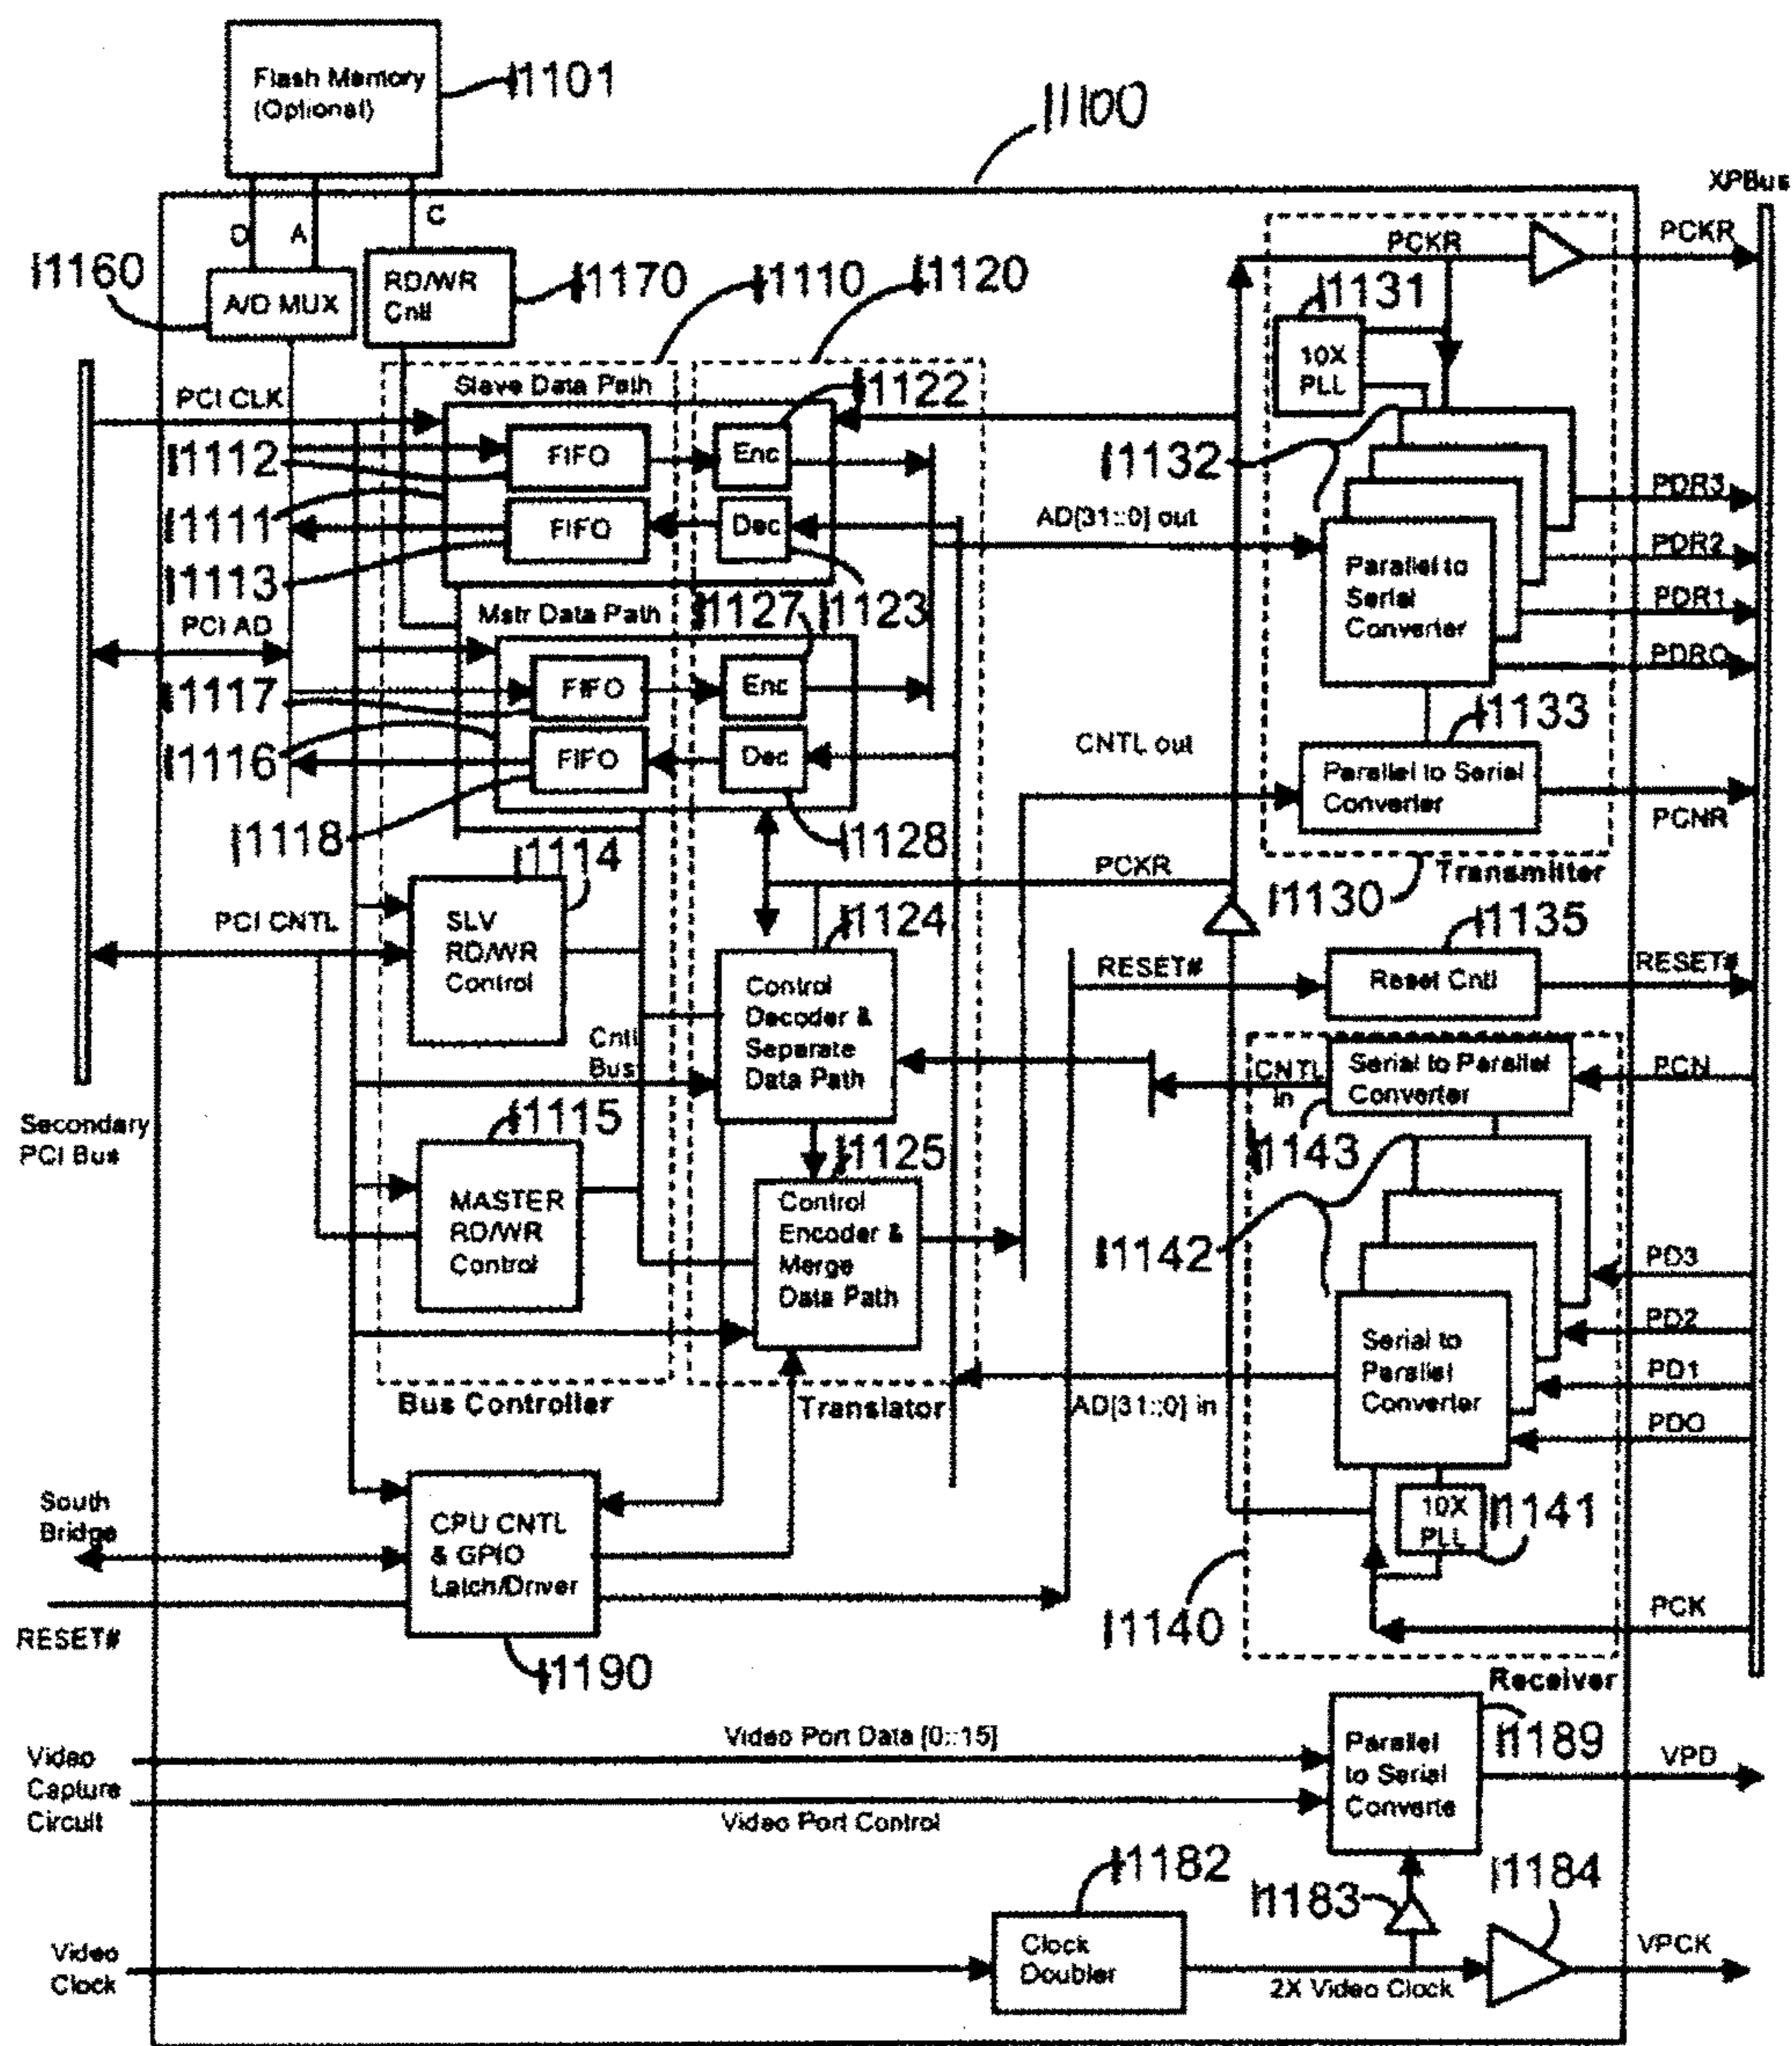 Flash Memory
(Optional)
1101
1100
XPBus
D
A
C
1160
A/D MUX
RD/WR
Cntl
1170
1110
1120
PCKR
PCKR
1131
10X
PLL
PCI CLK
Slave Data Path
1122
1112
FIFO
Enc
1132
1111
FIFO
Dec
AD[31::0] out
1113
PDR3
PDR2
PDR1
PDR0
Parallel to
Serial
Converter
PCI AD
Mstr Data Path
1127
1123
1117
FIFO
Enc
1116
FIFO
Dec
CNTL out
1133
Parallel to Serial
Converter
PCNR
1118
1114
1128
PCKR
1130
Transmitter
PCI CNTL
SLV
RD/WR
Control
1124
1135
RESET#
Reset Cntl
RESET#
Control
Decoder &
Separate
Data Path
Cntl
Bus
CNTL
in
Serial to Parallel
Converter
PCN
Secondary
PCI Bus
1115
1125
1143
MASTER
RD/WR
Control
Control
Encoder &
Merge
Data Path
1142
PD3
PD2
PD1
PD0
Serial to
Parallel
Converter
Bus Controller
Translator
AD[31::0] in
South
Bridge
CPU CNTL
& GPIO
Latch/Driver
10X
PLL
1141
RESET#
1190
1140
PCK
Receiver
Video
Capture
Circuit
Video Port Data [0::15]
Video Port Control
Parallel
to Serial
Converte
1189
VPD
1182
1183
1184
Video
Clock
Clock
Doubler
2X Video Clock
VPCK